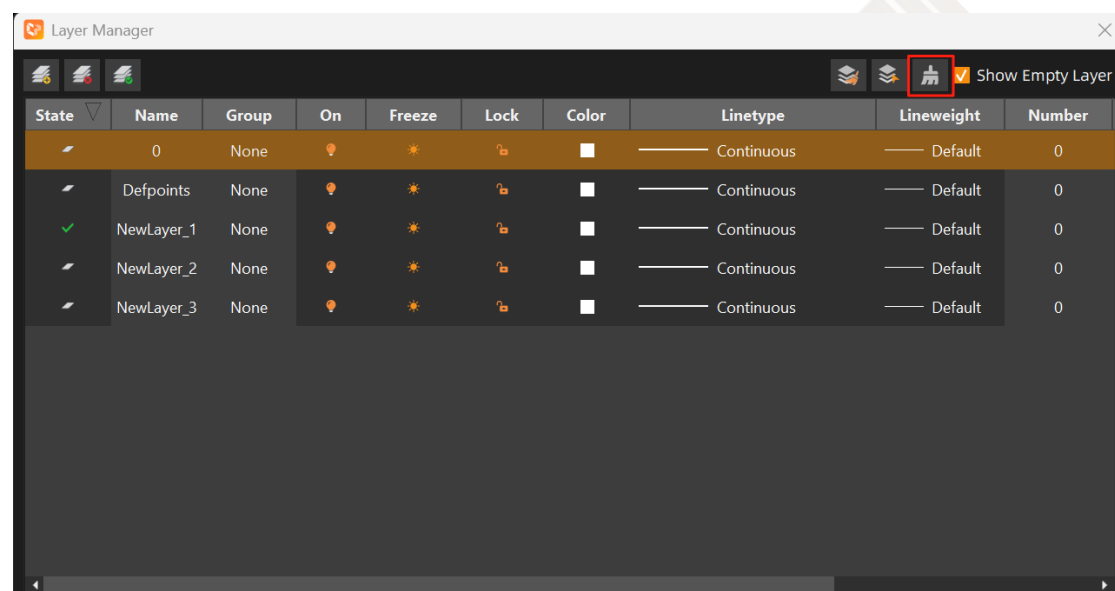 Layer Manager
Show Empty Layer
State Name Group On Freeze Lock Color Linetype Lineweight Number
0 None Continuous Default 0
Defpoints None Continuous Default 0
NewLayer_1 None Continuous Default 0
NewLayer_2 None Continuous Default 0
NewLayer_3 None Continuous Default 0